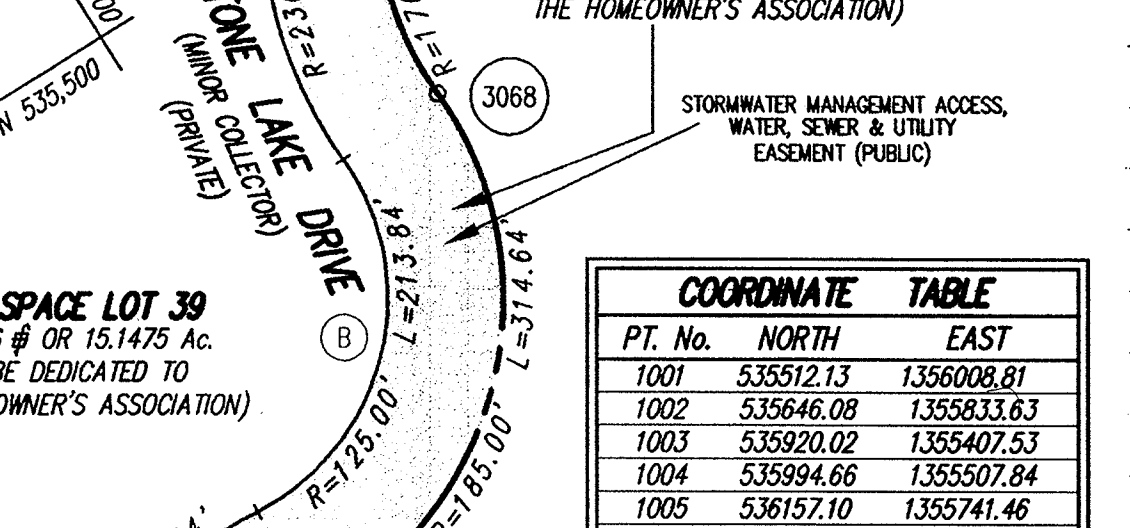 THE HOMEOWNER'S ASSOCIATION)
N 535,500
LAKE DRIVE
(MINOR COLLECTOR)
(PRIVATE)
3068
STORMWATER MANAGEMENT ACCESS,
WATER, SEWER & UTILITY
EASEMENT (PUBLIC)
L=213.84'
L=314.64'
SPACE LOT 39
OR 15.1475 Ac.
BE DEDICATED TO
ASSOCIATION)
B
R=125.00'
R=185.00'
COORDINATE TABLE
PT. No. NORTH EAST
1001 535512.13 1356008.81
1002 535646.08 1355833.63
1003 535920.02 1355407.53
1004 535994.66 1355507.84
1005 536157.10 1355741.46